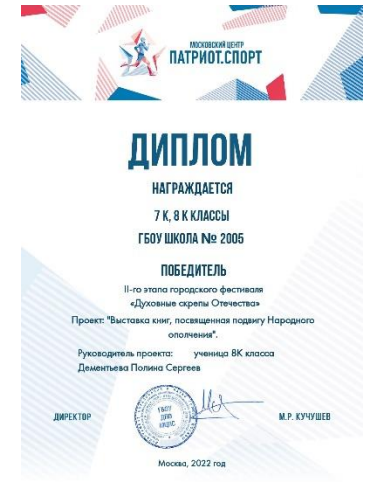 МОСКОВСКИЙ ЦЕНТР
ПАТРИОТ.СПОРТ
ДИПЛОМ
НАГРАЖДАЕТСЯ
7 К, 8 К КЛАССЫ
ГБОУ ШКОЛА № 2005
ПОБЕДИТЕЛЬ
II-го этапа городского фестиваля
«Духовные скрепы Отечества»
Проект: "Выставка книг, посвященная подвигу Народного
ополчения".
Руководитель проекта: ученица 8К класса
Дементьева Полина Сергеев
ДИРЕКТОР
М.Р. КУЧУШЕВ
Москва, 2022 год